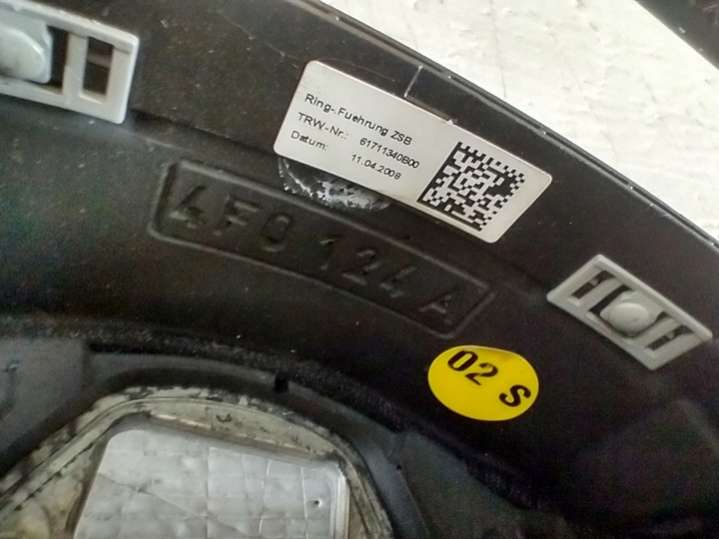 Ring-.Fuehrung ZSB
TRW.-Nr.: 61711340B00
Datum: 11.04.2008
4F0 124 A
02 S